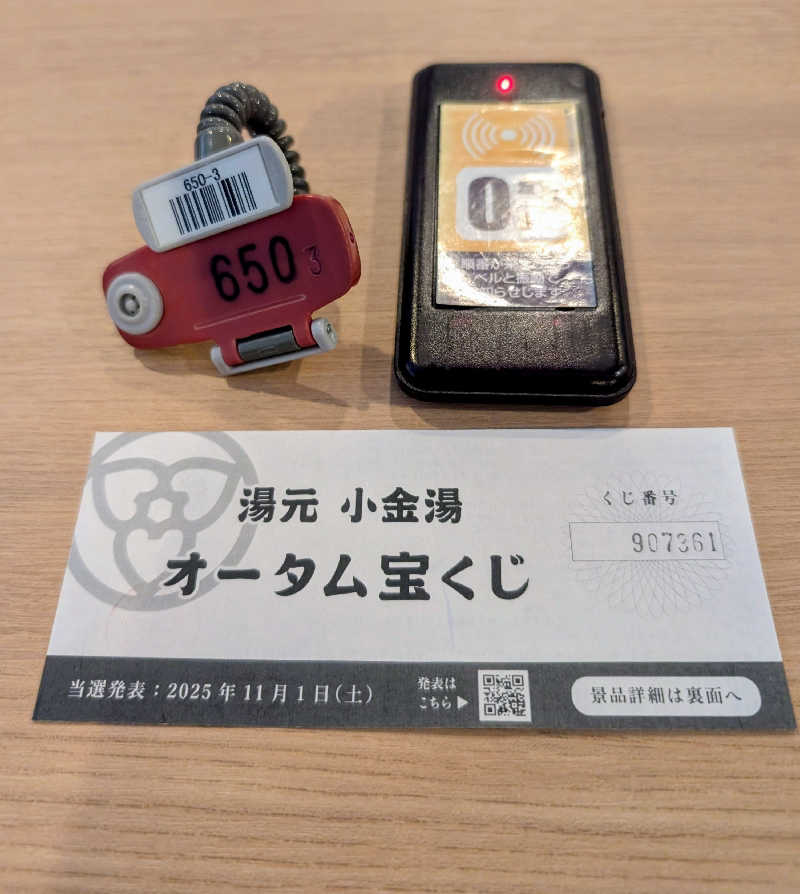 650-3
650 3
0
湯元 小金湯
オータム宝くじ
くじ番号
907361
当選発表:2025年11月1日(土)
発表は
こちら▶
景品詳細は裏面へ